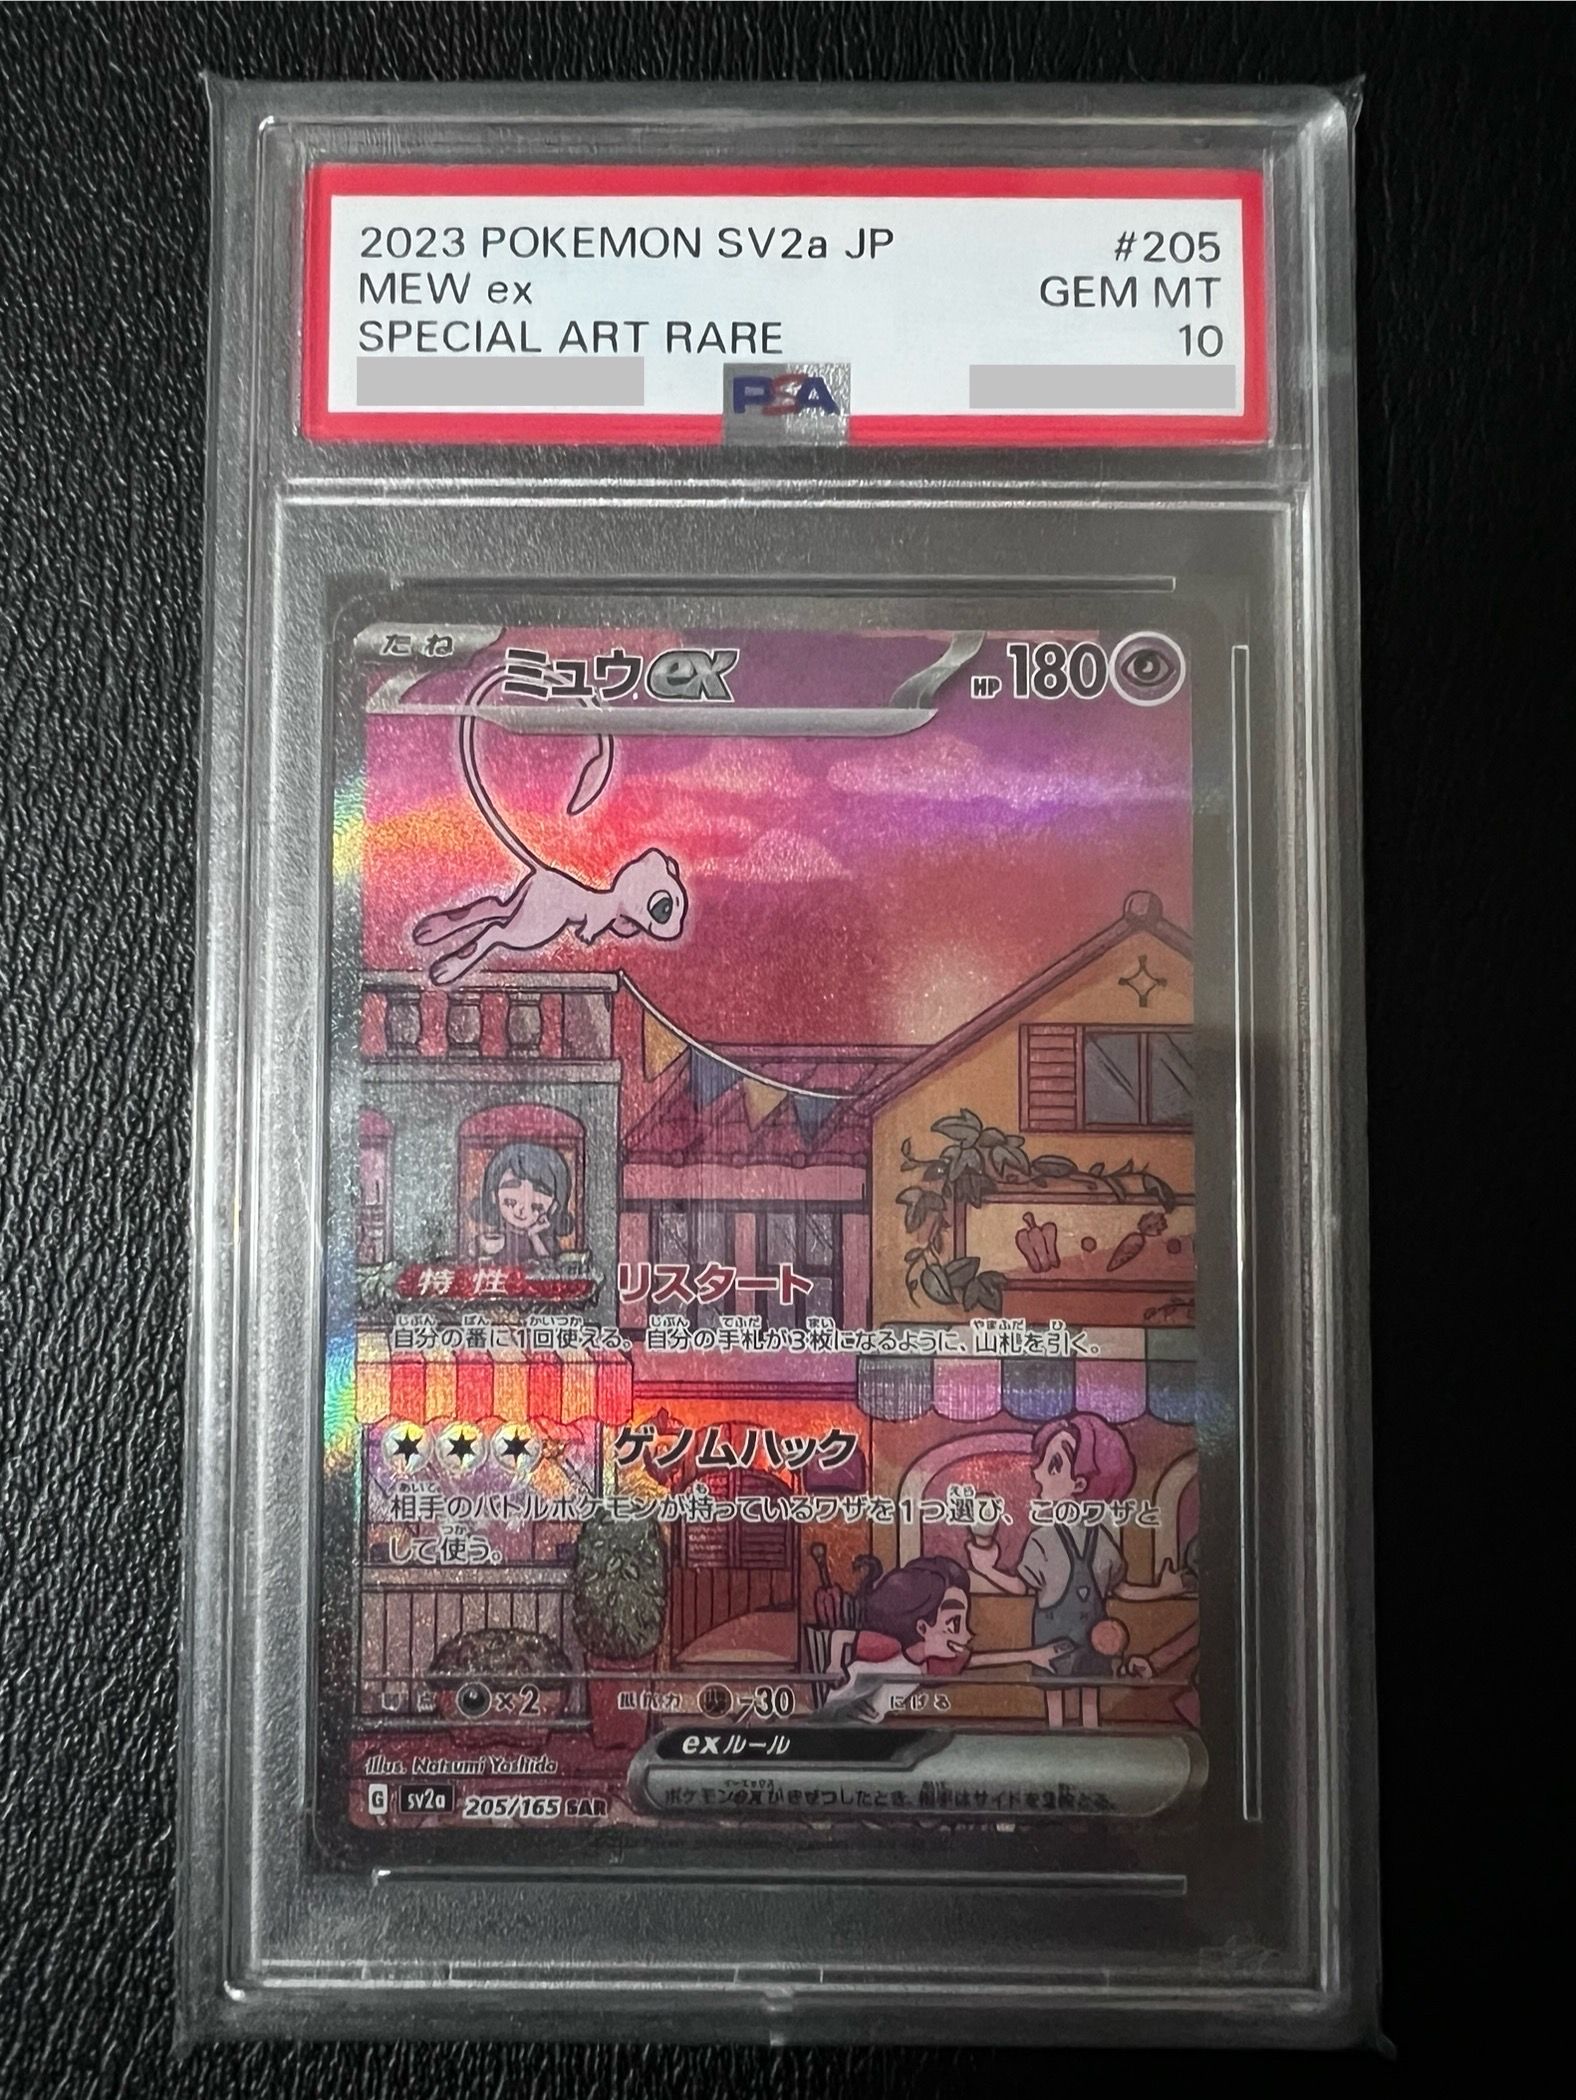 2023 POKEMON SV2a JP #205
MEW ex GEM MT
SPECIAL ART RARE 10
PSA
たね ミュウex HP180
特性 リスタート
自分の番に1回使える。自分の手札が3枚になるように、山札を引く。
ゲノムハック
相手のバトルポケモンが持っているワザを1つ選び、このワザと
して使う。
弱点 ×2 抵抗力 -30 にげる
exルール
Illus. Natsumi Yoshida
ポケモンexがきぜつしたとき、相手はサイドを2枚とる。
G sv2a 205/165 SAR